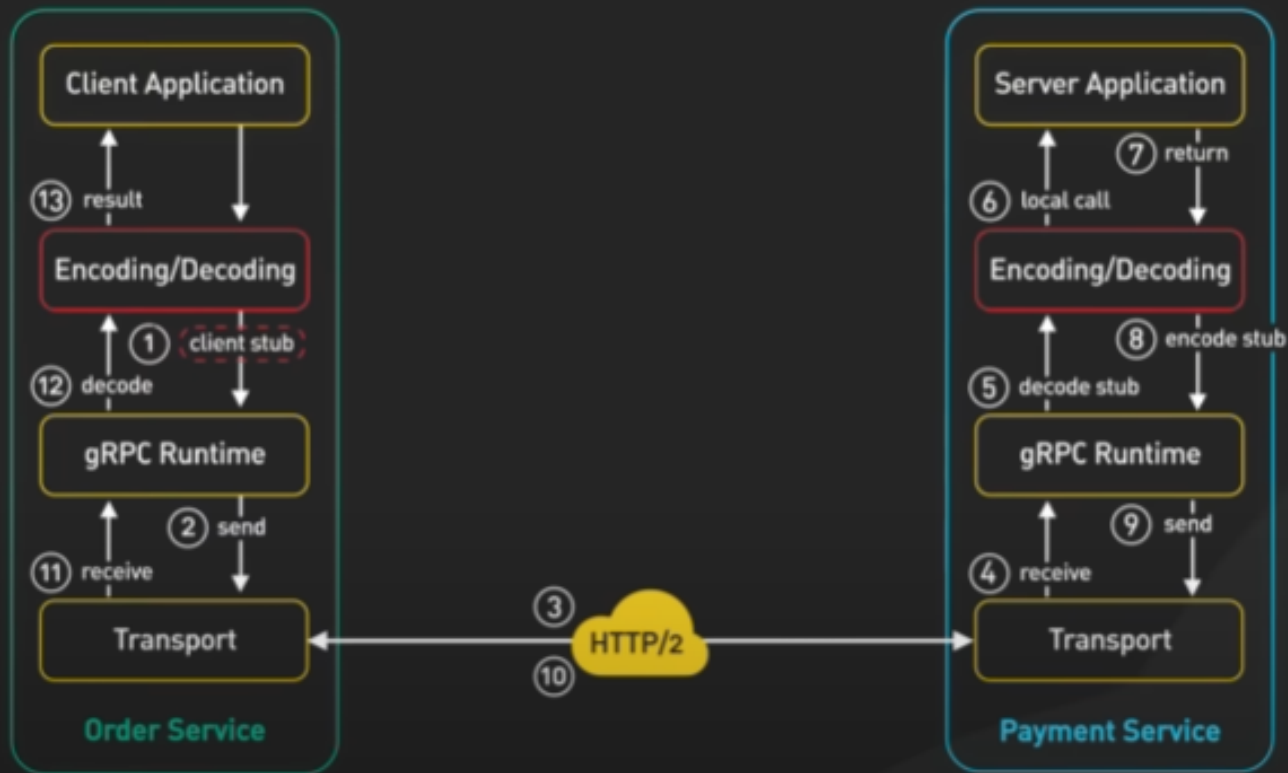 Client Application
Server Application
7 return
13 result
6 local call
Encoding/Decoding
Encoding/Decoding
1 client stub
8 encode stub
12 decode
5 decode stub
gRPC Runtime
gRPC Runtime
2 send
9 send
11 receive
4 receive
3
Transport
HTTP/2
Transport
10
Order Service
Payment Service